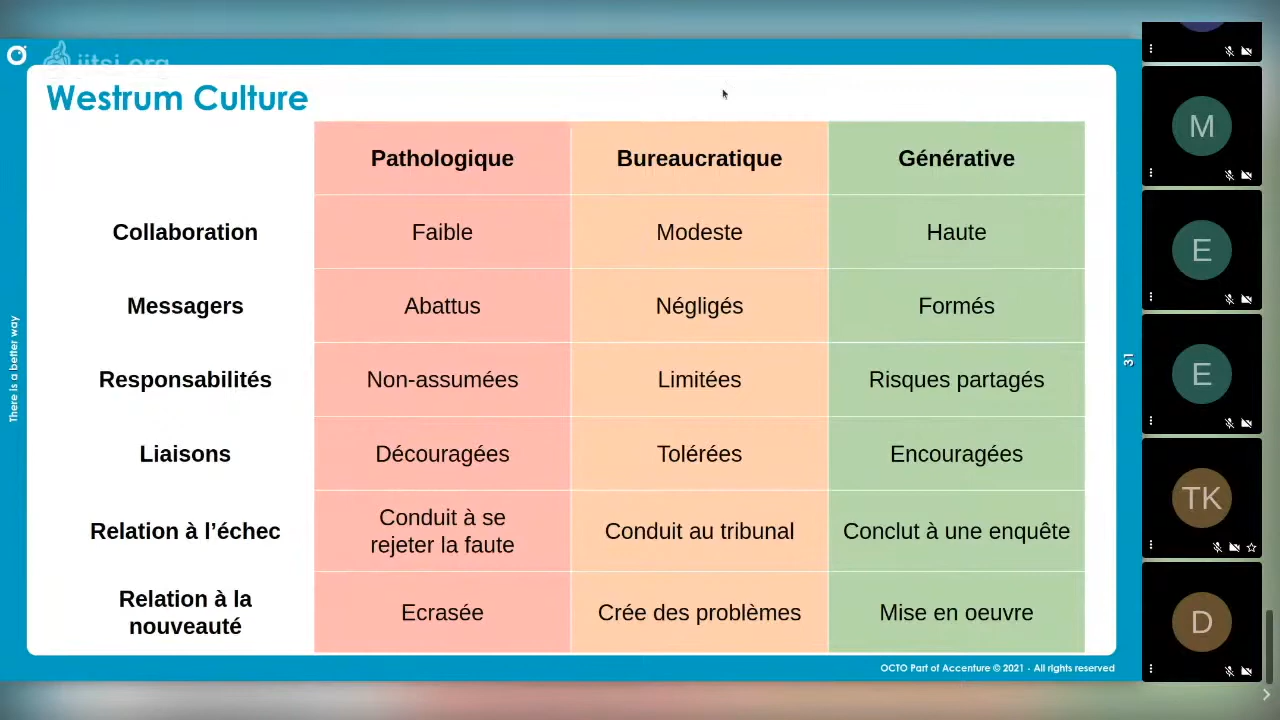 jitsi.org
Westrum Culture
Pathologique Bureaucratique Générative
Collaboration Faible Modeste Haute
Messagers Abattus Négligés Formés
Responsabilités Non-assumées Limitées Risques partagés
Liaisons Découragées Tolérées Encouragées
Relation à l’échec Conduit à se rejeter la faute Conduit au tribunal Conclut à une enquête
Relation à la nouveauté Ecrasée Crée des problèmes Mise en oeuvre
There is a better way
31
OCTO Part of Accenture © 2021 - All rights reserved
M
E
E
TK
D